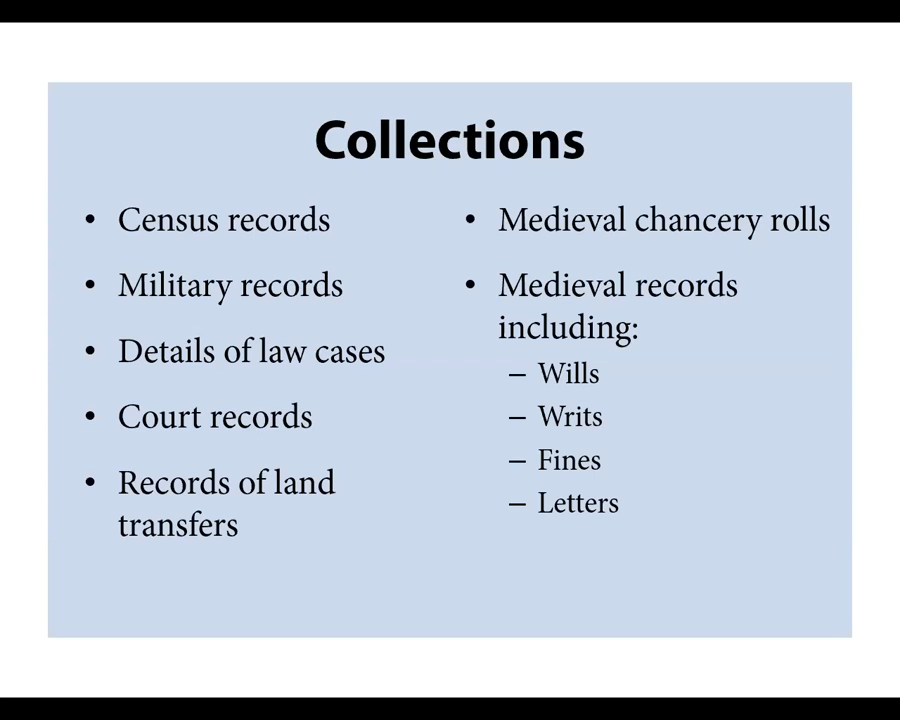 Collections
• Census records
• Military records
• Details of law cases
• Court records
• Records of land
transfers
• Medieval chancery rolls
• Medieval records
including:
– Wills
– Writs
– Fines
– Letters